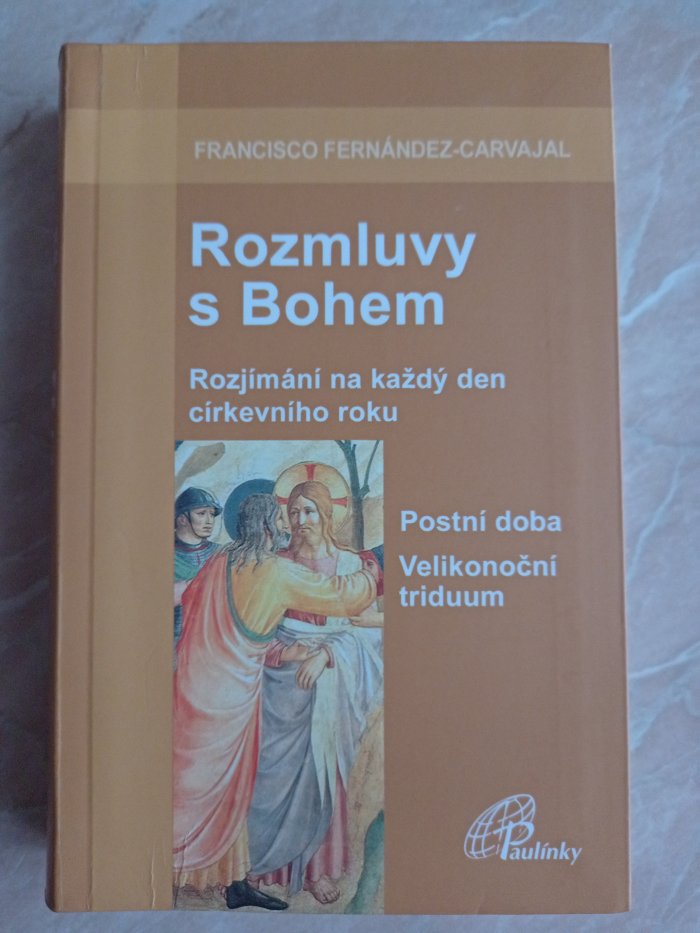 FRANCISCO FERNÁNDEZ-CARVAJAL
Rozmluvy
s Bohem
Rozjímání na každý den
církevního roku
Postní doba
Velikonoční
triduum
Paulínky